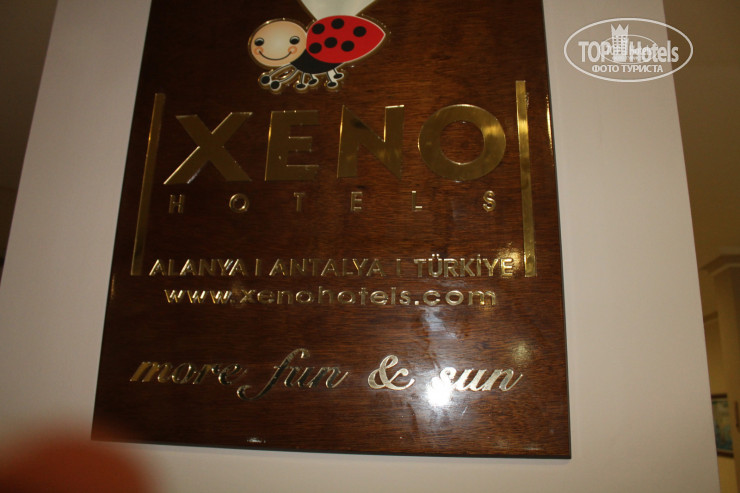 TOP Hotels
ФОТО ТУРИСТА
XENO
HOTELS
ALANYA | ANTALYA | TÜRKİYE
www.xenohotels.com
more fun & sun